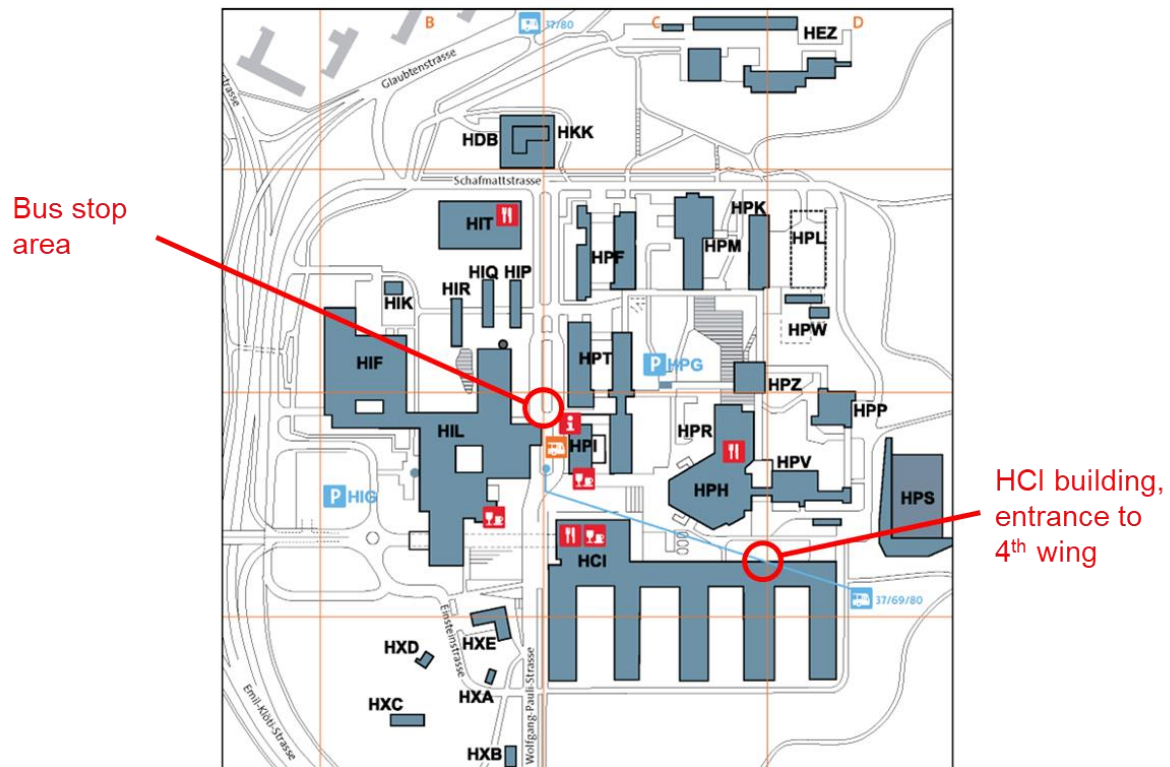 B
37/80
C
D
HEZ
Glaubtenstrasse
HDB
HKK
Schafmattstrasse
Bus stop
area
HIT
HPF
HPM
HPK
HPL
HIK
HIR
HIQ
HIP
HPW
HIF
HPT
P HPG
HPZ
HPP
HIL
i
HPI
HPR
HPH
HPV
HPS
P HIG
HCI building,
entrance to
4th wing
HCI
37/69/80
Einsteinstrasse
HXE
HXD
HXA
HXC
HXB
Wolfgang-Pauli-Strasse
Emil-Klöti-Strasse